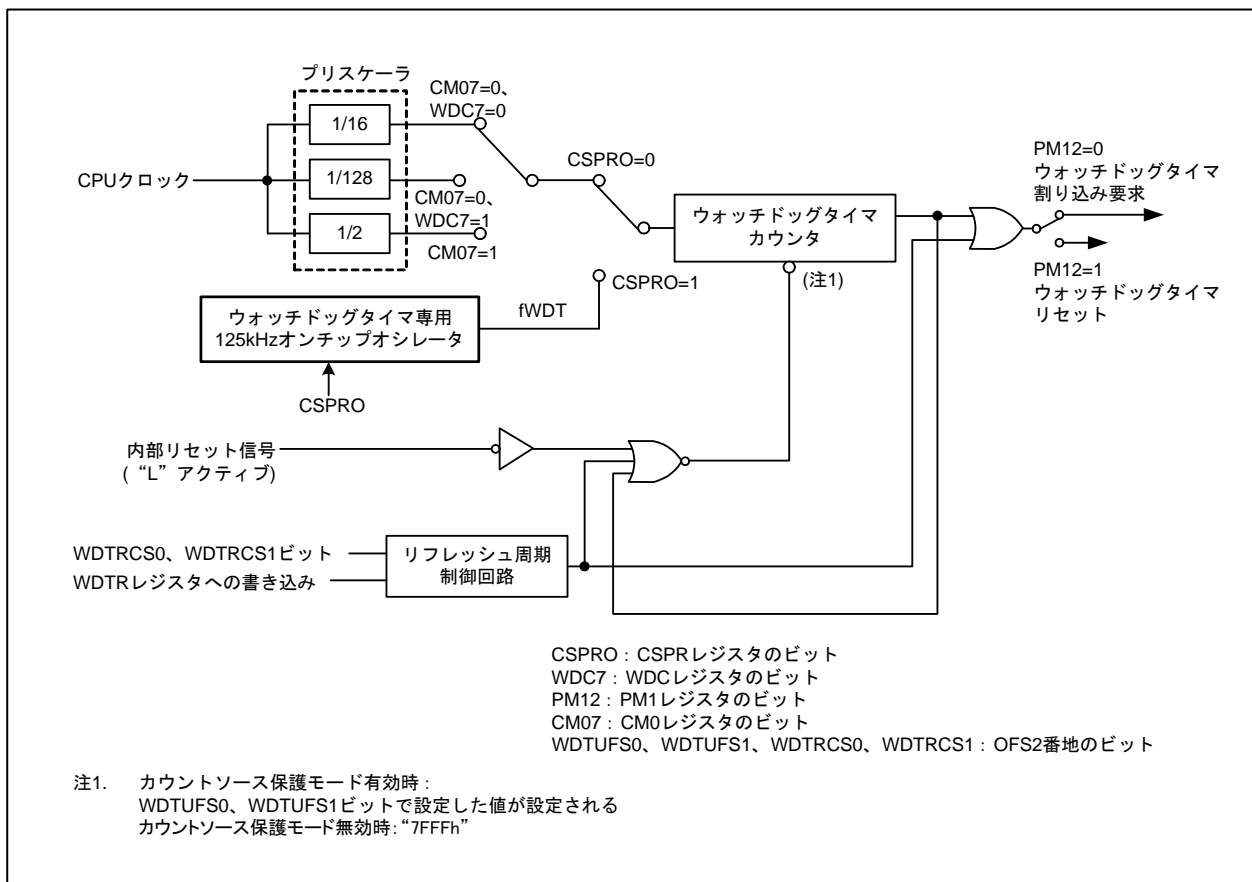 プリスケーラ
CM07=0、
WDC7=0
1/16
CSPRO=0
PM12=0
ウォッチドッグタイマ
割り込み要求
CPUクロック
1/128
CM07=0、
WDC7=1
ウォッチドッグタイマ
カウンタ
1/2
CM07=1
(注1)
PM12=1
ウォッチドッグタイマ
リセット
CSPRO=1
ウォッチドッグタイマ専用
125kHzオンチップオシレータ
fWDT
CSPRO
内部リセット信号
(“L”アクティブ)
WDTRCS0、WDTRCS1ビット
WDTRレジスタへの書き込み
リフレッシュ周期
制御回路
CSPRO：CSPRレジスタのビット
WDC7：WDCレジスタのビット
PM12：PM1レジスタのビット
CM07：CM0レジスタのビット
WDTUFS0、WDTUFS1、WDTRCS0、WDTRCS1：OFS2番地のビット
注1. カウントソース保護モード有効時：
WDTUFS0、WDTUFS1ビットで設定した値が設定される
カウントソース保護モード無効時：“7FFFh”